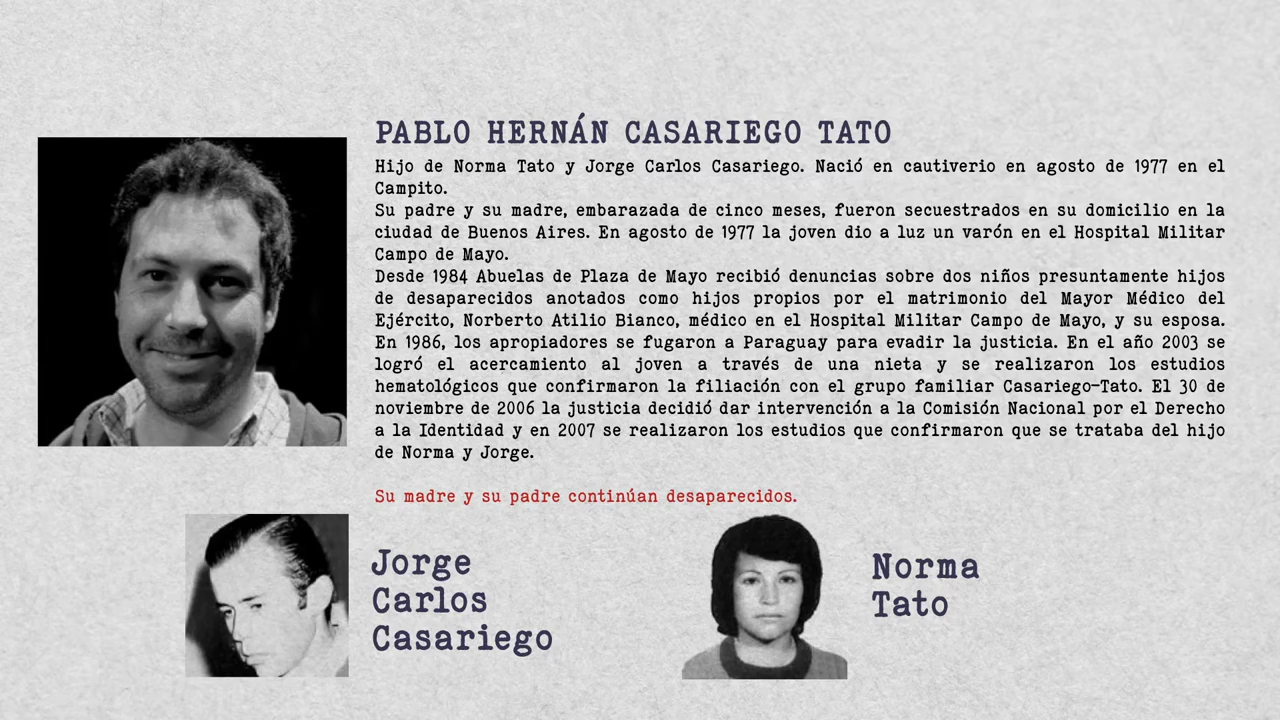 PABLO HERNÁN CASARIEGO TATO
Hijo de Norma Tato y Jorge Carlos Casariego. Nació en cautiverio en agosto de 1977 en el
Campito.
Su padre y su madre, embarazada de cinco meses, fueron secuestrados en su domicilio en la
ciudad de Buenos Aires. En agosto de 1977 la joven dio a luz un varón en el Hospital Militar
Campo de Mayo.
Desde 1984 Abuelas de Plaza de Mayo recibió denuncias sobre dos niños presuntamente hijos
de desaparecidos anotados como hijos propios por el matrimonio del Mayor Médico del
Ejército, Norberto Atilio Bianco, médico en el Hospital Militar Campo de Mayo, y su esposa.
En 1986, los apropiadores se fugaron a Paraguay para evadir la justicia. En el año 2003 se
logró el acercamiento al joven a través de una nieta y se realizaron los estudios
hematológicos que confirmaron la filiación con el grupo familiar Casariego-Tato. El 30 de
noviembre de 2006 la justicia decidió dar intervención a la Comisión Nacional por el Derecho
a la Identidad y en 2007 se realizaron los estudios que confirmaron que se trataba del hijo
de Norma y Jorge.
Su madre y su padre continúan desaparecidos.
Jorge
Carlos
Casariego
Norma
Tato